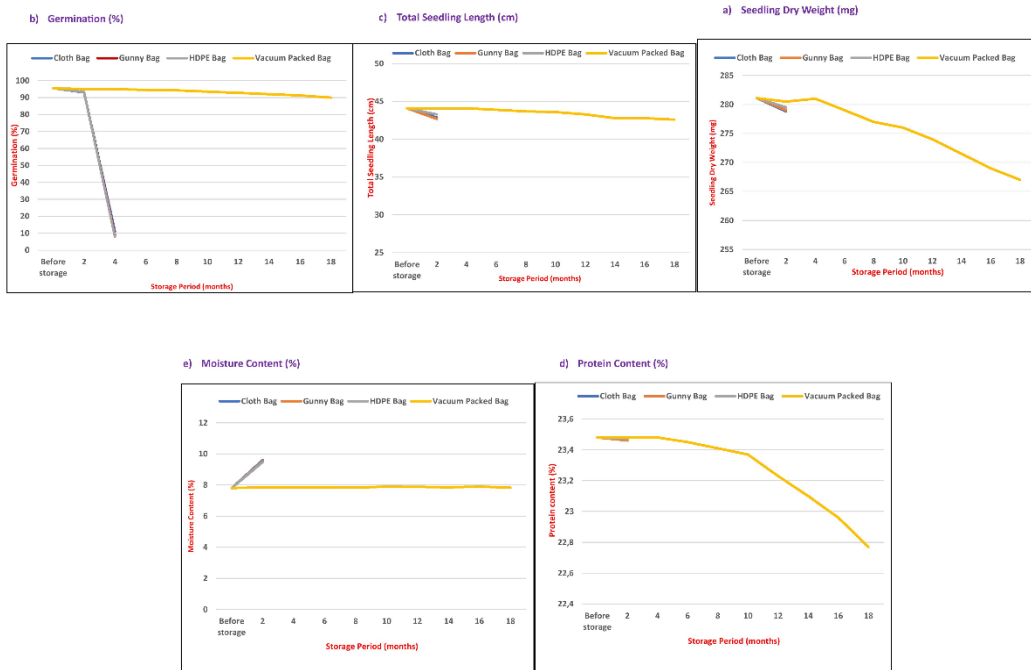 b) Germination (%)
Cloth Bag Gunny Bag HDPE Bag Vacuum Packed Bag
Germination (%)
100
90
80
70
60
50
40
30
20
10
0
Before storage 2 4 6 8 10 12 14 16 18
Storage Period (months)
c) Total Seedling Length (cm)
Cloth Bag Gunny Bag HDPE Bag Vacuum Packed Bag
Total Seedling Length (cm)
50
45
40
35
30
25
Before storage 2 4 6 8 10 12 14 16 18
Storage Period (months)
a) Seedling Dry Weight (mg)
Cloth Bag Gunny Bag HDPE Bag Vacuum Packed Bag
Seedling Dry Weight (mg)
285
280
275
270
265
260
255
Before storage 2 4 6 8 10 12 14 16 18
Storage Period (months)
e) Moisture Content (%)
Cloth Bag Gunny Bag HDPE Bag Vacuum Packed Bag
Moisture Content (%)
12
10
8
6
4
2
0
Before storage 2 4 6 8 10 12 14 16 18
Storage Period (months)
d) Protein Content (%)
Cloth Bag Gunny Bag HDPE Bag Vacuum Packed Bag
Protein content (%)
23,6
23,4
23,2
23
22,8
22,6
22,4
Before storage 2 4 6 8 10 12 14 16 18
Storage Period (months)